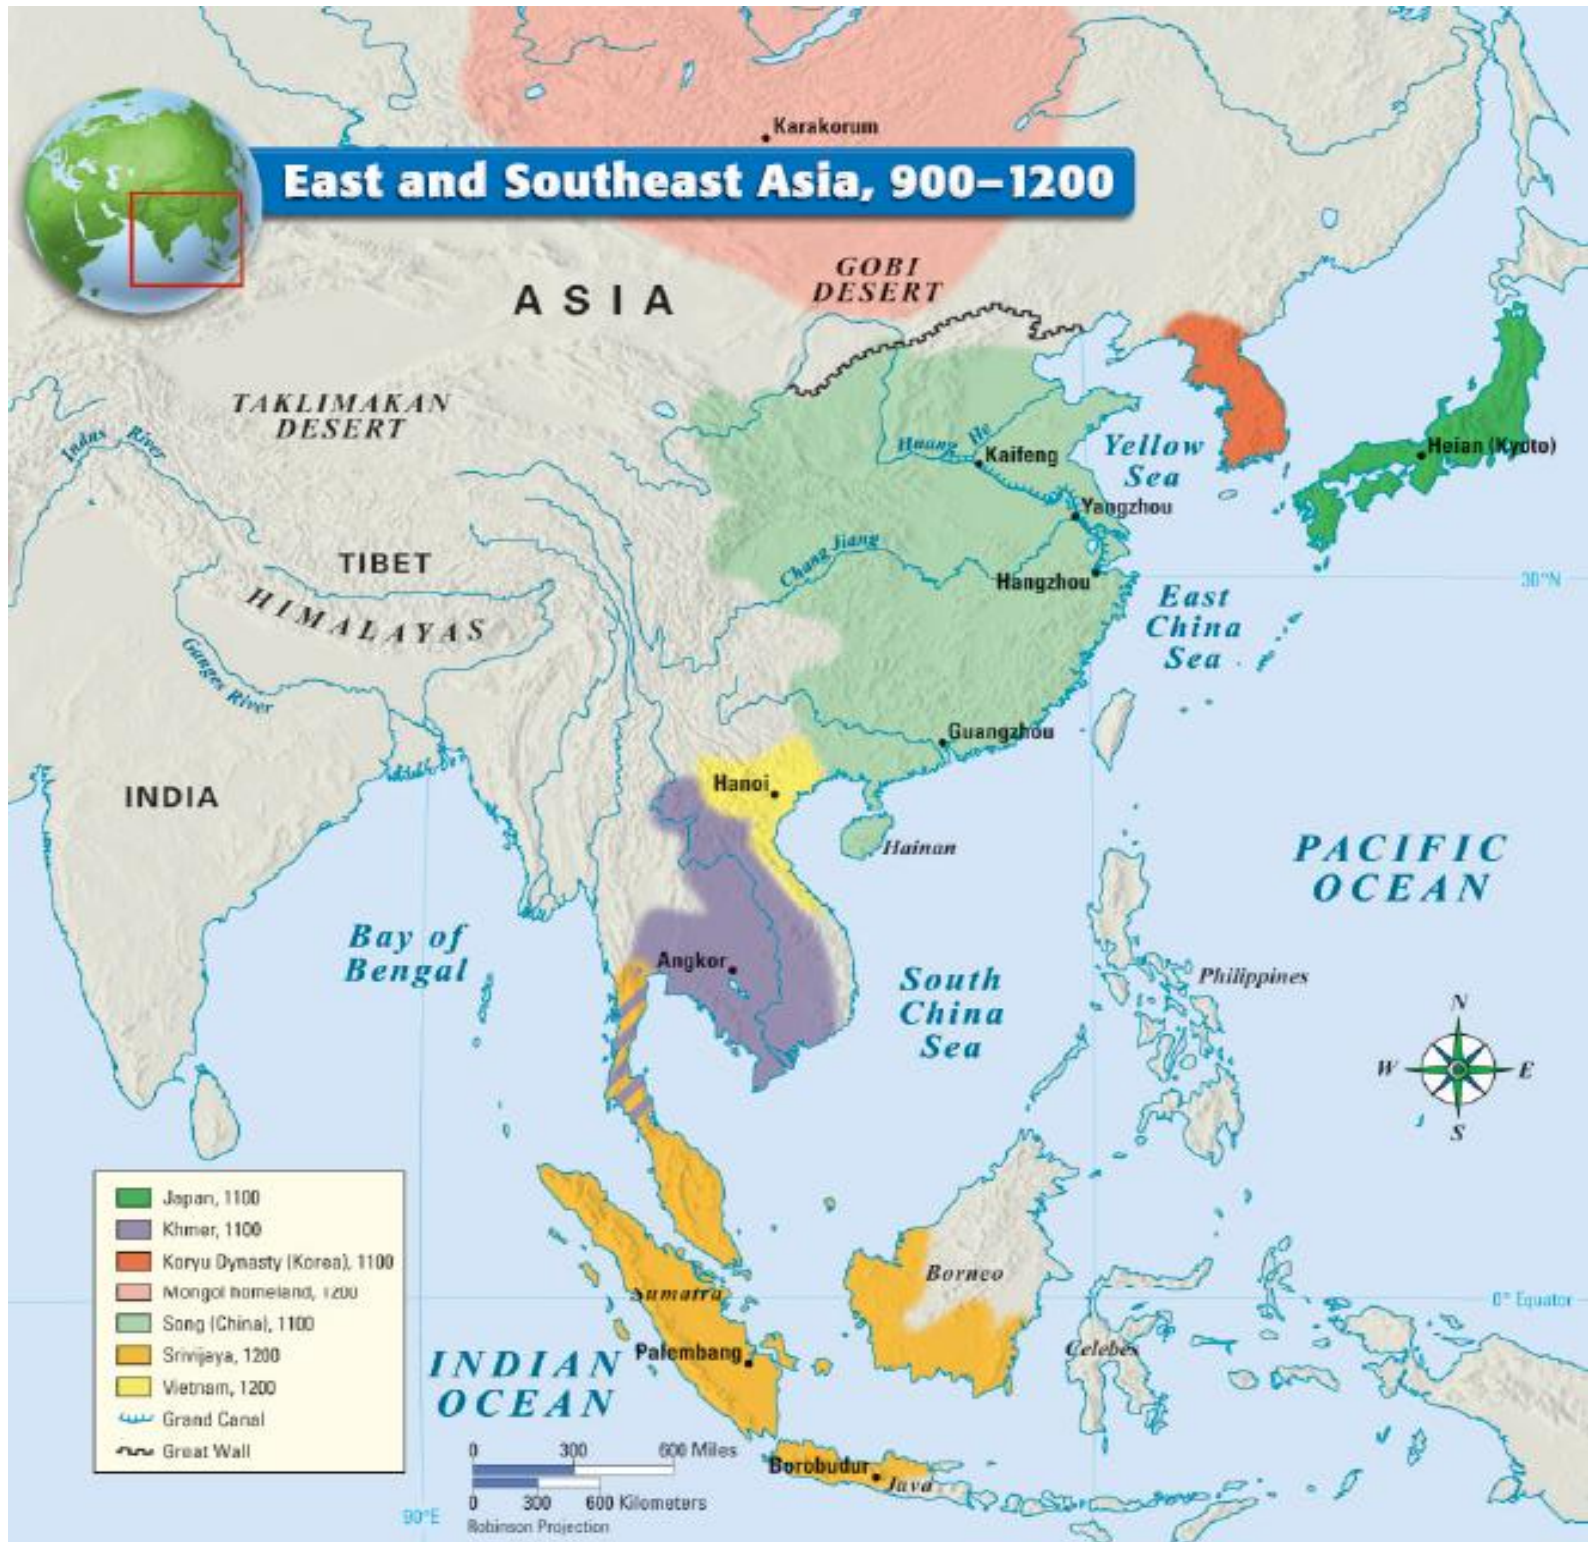 Karakorum
East and Southeast Asia, 900–1200
GOBI
DESERT
ASIA
TAKLIMAKAN
DESERT
Indus River
Huang He
Kaifeng
Yellow
Sea
Heian (Kyoto)
Yangzhou
TIBET
Chang Jiang
Hangzhou
30°N
HIMALAYAS
East
China
Sea
Ganges River
Guangzhou
INDIA
Hanoi
Hainan
PACIFIC
OCEAN
Bay of
Bengal
Angkor
South
China
Sea
Philippines
N
W
E
S
Japan, 1100
Khmer, 1100
Koryu Dynasty (Korea), 1100
Mongol homeland, 1200
Song (China), 1100
Srivijaya, 1200
Vietnam, 1200
Grand Canal
Great Wall
Borneo
Sumatra
0° Equator
Celebes
Palembang
INDIAN
OCEAN
0 300 600 Miles
Borobudur
Java
0 300 600 Kilometers
90°E
Robinson Projection